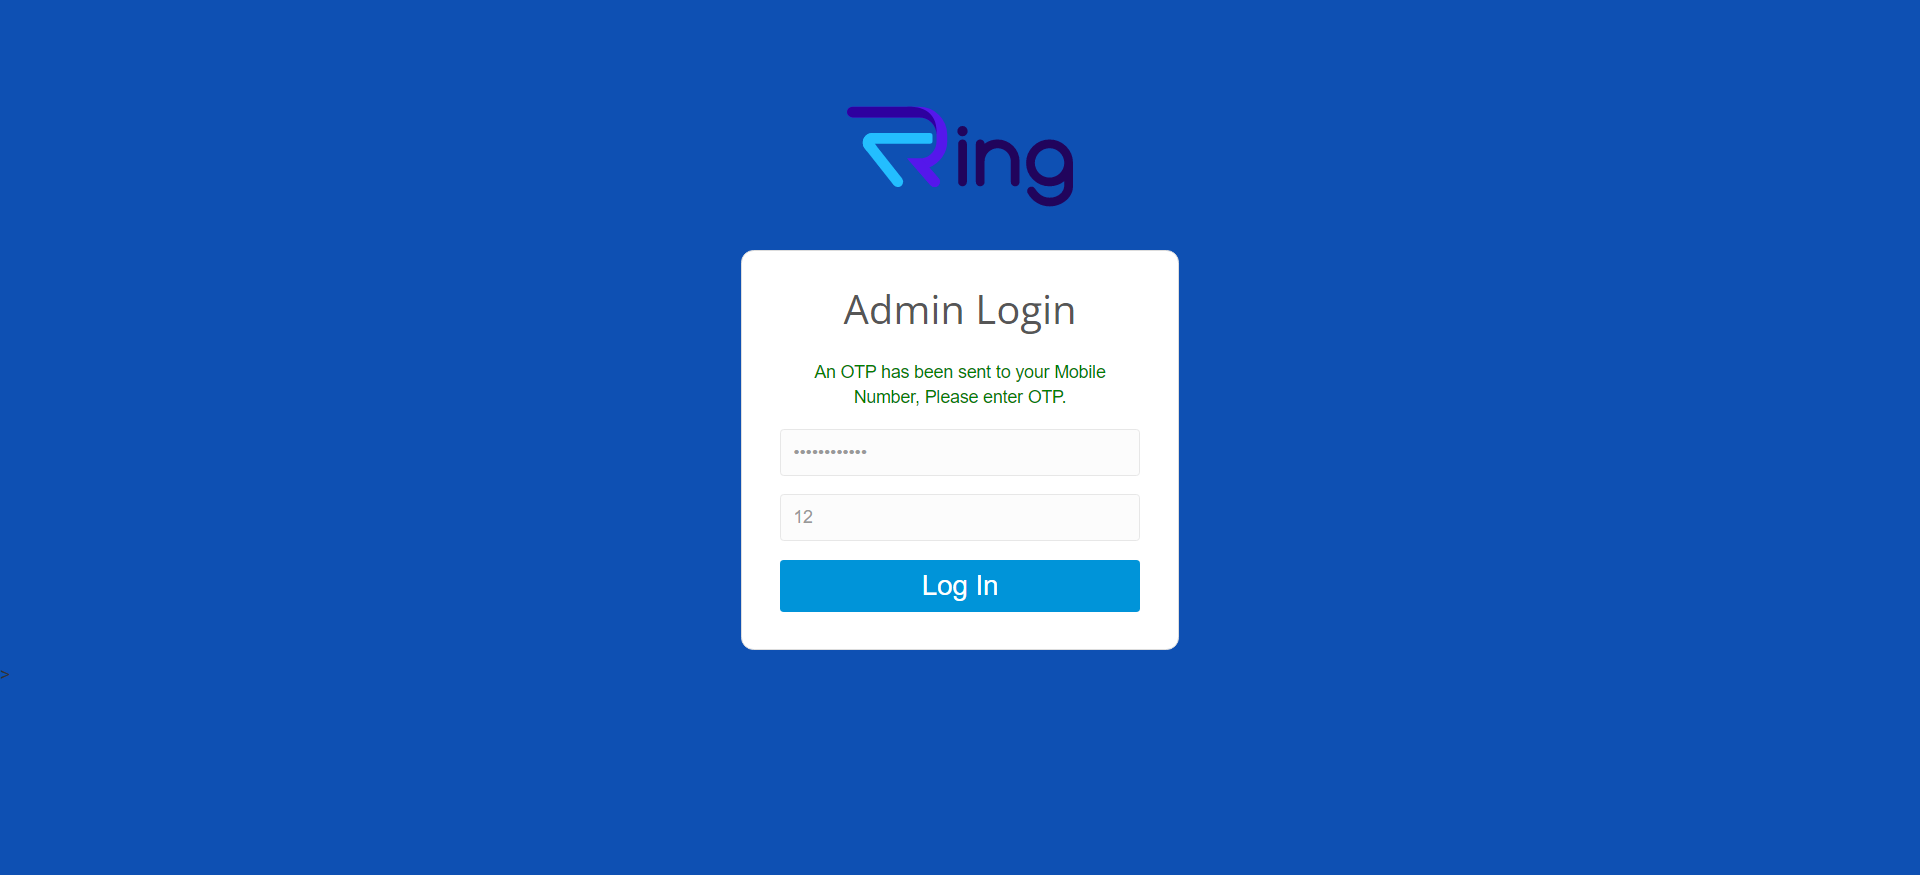 Ring
Admin Login
An OTP has been sent to your Mobile
Number, Please enter OTP.
••••••••••••
12
Log In
>